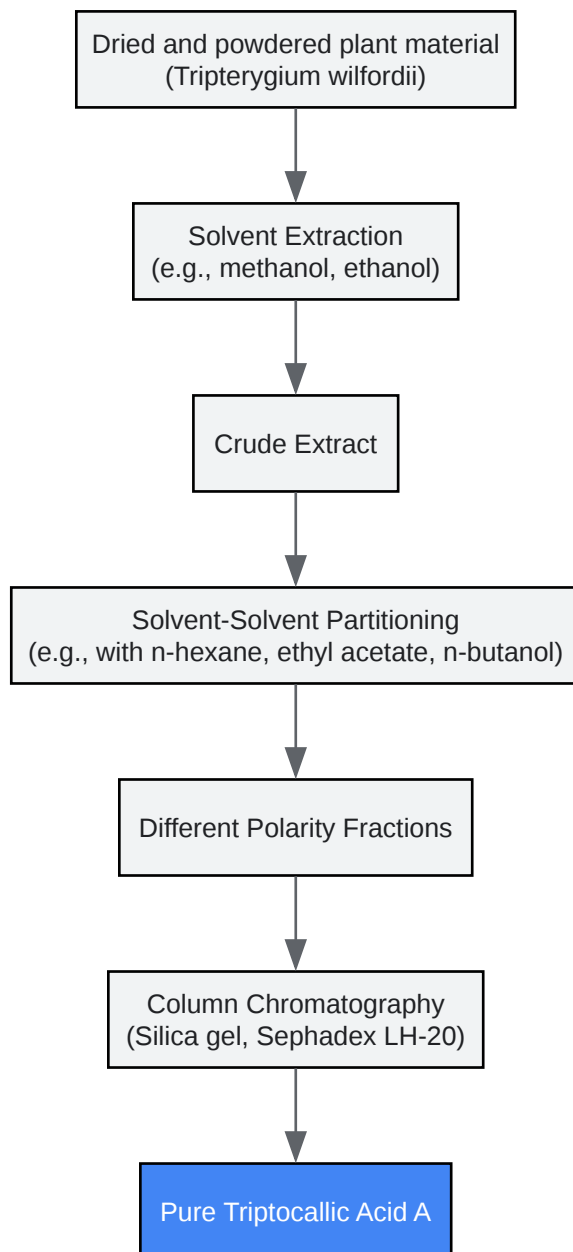 Dried and powdered plant material
(Tripterygium wilfordii)
Solvent Extraction
(e.g., methanol, ethanol)
Crude Extract
Solvent-Solvent Partitioning
(e.g., with n-hexane, ethyl acetate, n-butanol)
Different Polarity Fractions
Column Chromatography
(Silica gel, Sephadex LH-20)
Pure Triptocallic Acid A